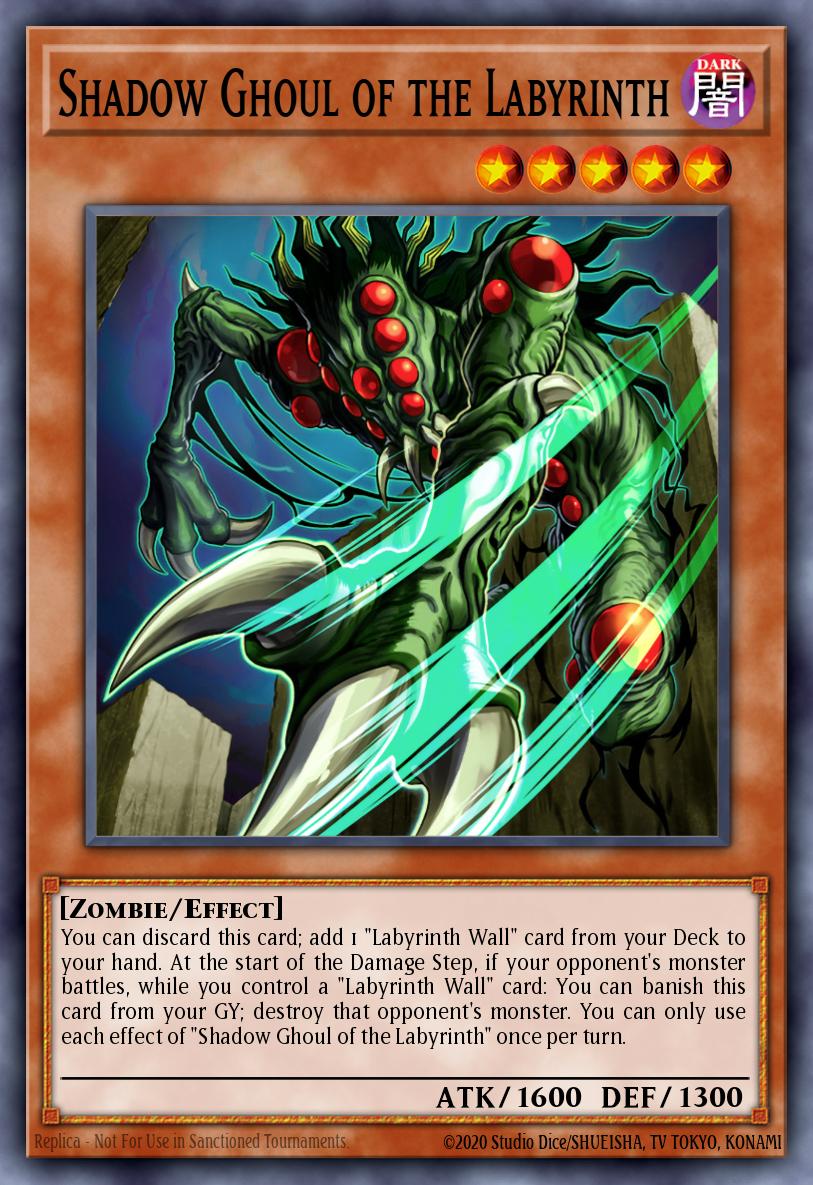 SHADOW GHOUL OF THE LABYRINTH
DARK
闇
[ZOMBIE/EFFECT]
You can discard this card; add 1 "Labyrinth Wall" card from your Deck to
your hand. At the start of the Damage Step, if your opponent's monster
battles, while you control a "Labyrinth Wall" card: You can banish this
card from your GY; destroy that opponent's monster. You can only use
each effect of "Shadow Ghoul of the Labyrinth" once per turn.
ATK/1600 DEF/1300
Replica - Not For Use in Sanctioned Tournaments.
©2020 Studio Dice/SHUEISHA, TV TOKYO, KONAMI